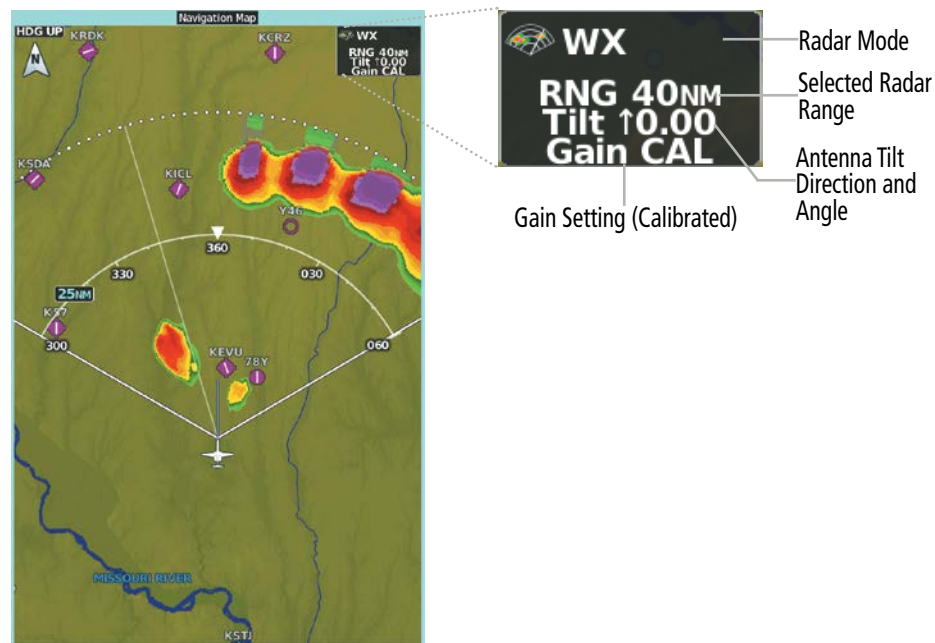 Navigation Map
HDG UP
N
KRDK
KCRZ
WX
RNG 40NM
Tilt ↑0.00
Gain CAL
KSDA
KICL
Y46
360
330
030
25NM
K57
300
060
KEVU
78Y
MISSOURI RIVER
KSTJ
WX
RNG 40NM
Tilt ↑0.00
Gain CAL
Radar Mode
Selected Radar
Range
Antenna Tilt
Direction and
Angle
Gain Setting (Calibrated)